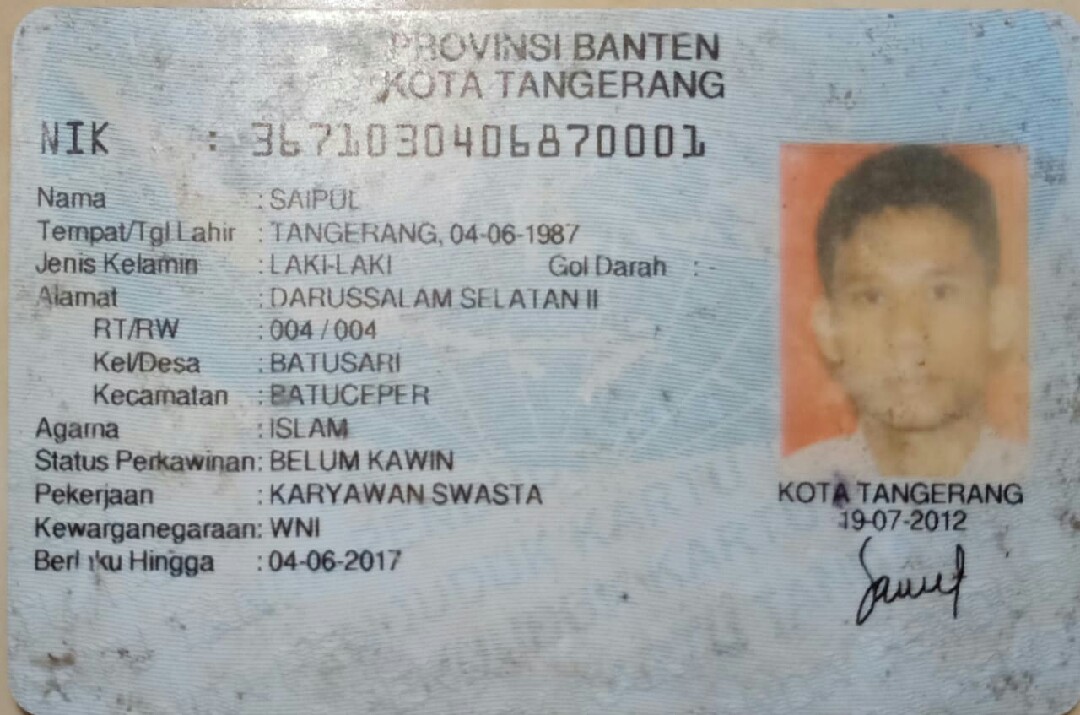 PROVINSI BANTEN
KOTA TANGERANG
NIK : 3671030406870001
Nama : SAIPUL
Tempat/Tgl Lahir : TANGERANG, 04-06-1987
Jenis Kelamin : LAKI-LAKI Gol Darah : -
Alamat : DARUSSALAM SELATAN II
RT/RW : 004 / 004
Kel/Desa : BATUSARI
Kecamatan : BATUCEPER
Agama : ISLAM
Status Perkawinan: BELUM KAWIN
Pekerjaan : KARYAWAN SWASTA
Kewarganegaraan: WNI
Berlaku Hingga : 04-06-2017
KOTA TANGERANG
19-07-2012